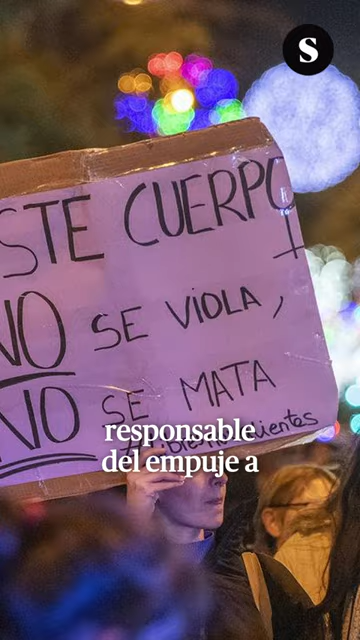 S
STE CUERPO
NO SE VIOLA,
NO SE MATA
responsable
del empuje a